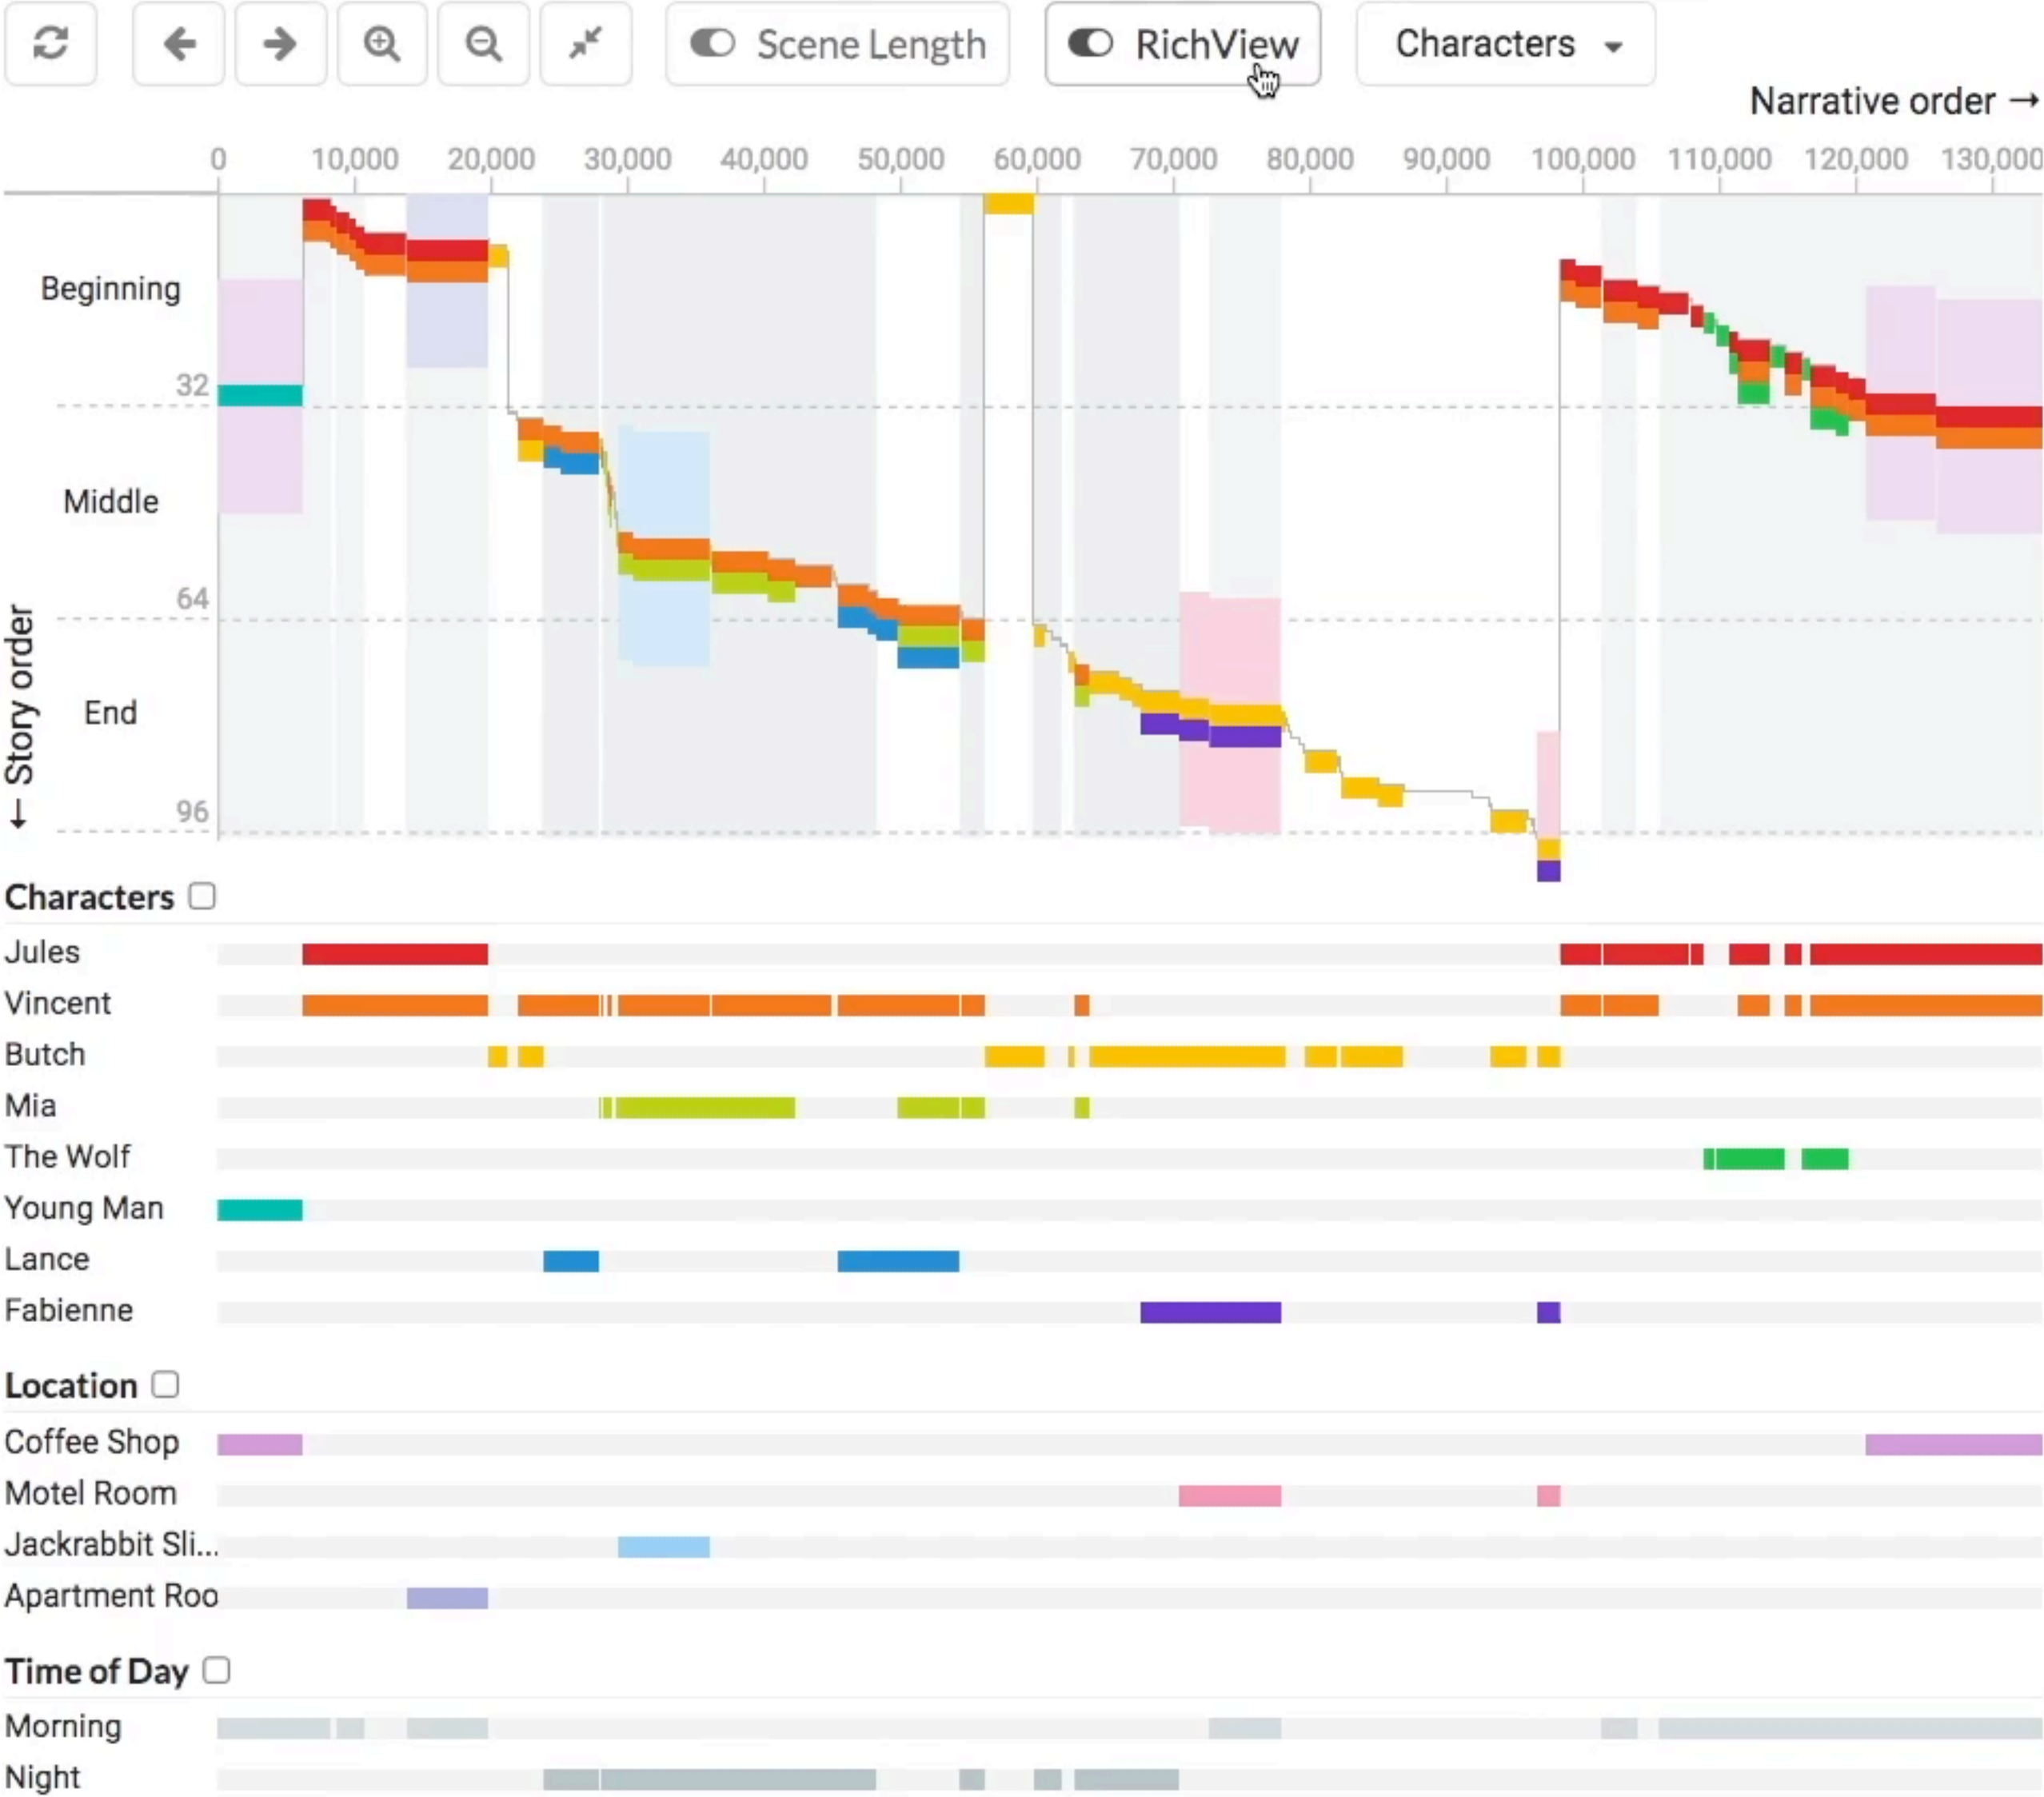 Scene Length RichView Characters
Narrative order →
0 10,000 20,000 30,000 40,000 50,000 60,000 70,000 80,000 90,000 100,000 110,000 120,000 130,000
Beginning
32
Middle
64
← Story order
End
96
Characters
Jules
Vincent
Butch
Mia
The Wolf
Young Man
Lance
Fabienne
Location
Coffee Shop
Motel Room
Jackrabbit Sli...
Apartment Roo
Time of Day
Morning
Night